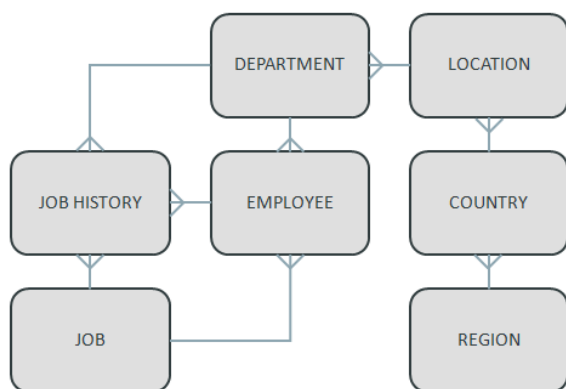 DEPARTMENT
LOCATION
JOB HISTORY
EMPLOYEE
COUNTRY
JOB
REGION